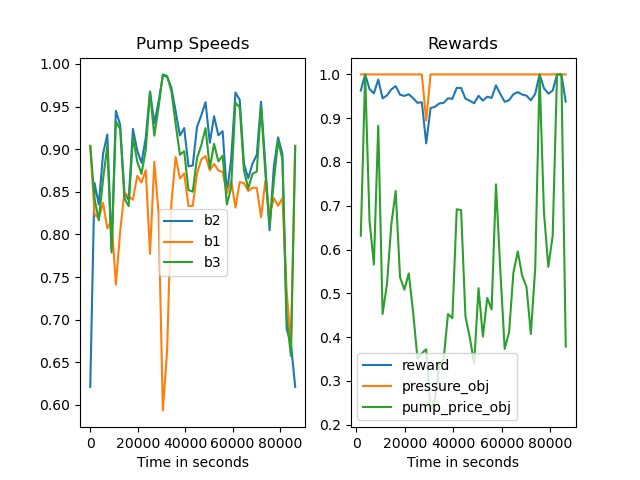 Pump Speeds
1.00
0.95
0.90
0.85
0.80
0.75
0.70
0.65
0.60
b2
b1
b3
0 20000 40000 60000 80000
Time in seconds
Rewards
1.0
0.9
0.8
0.7
0.6
0.5
0.4
0.3
0.2
reward
pressure_obj
pump_price_obj
0 20000 40000 60000 80000
Time in seconds